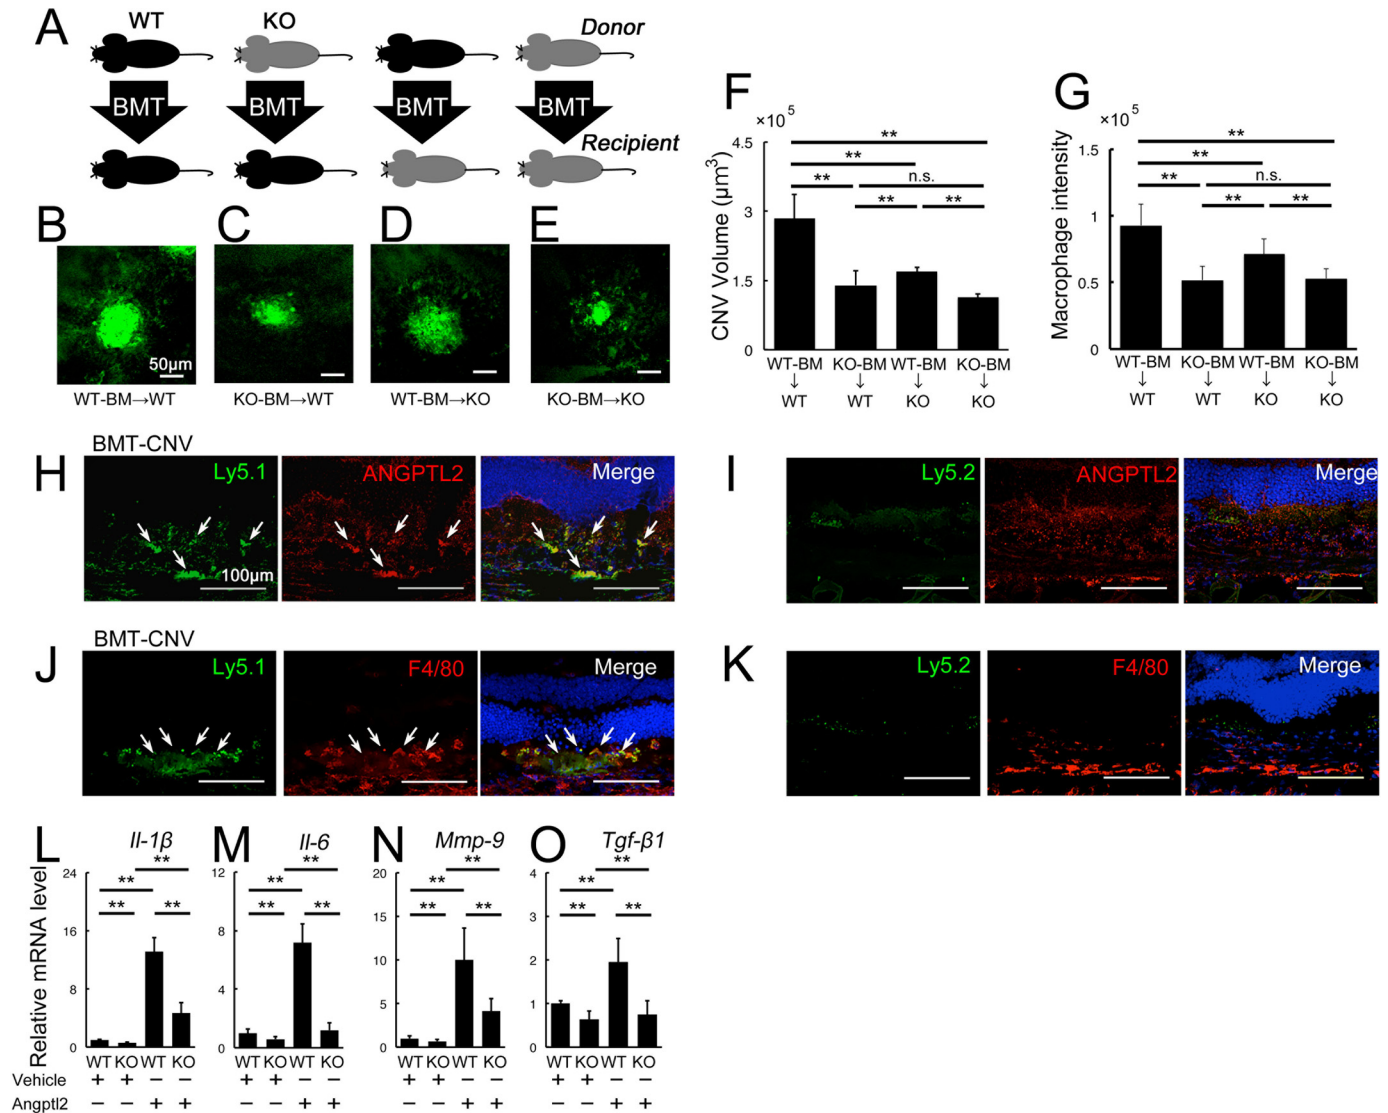 A
WT
KO
Donor
BMT
BMT
BMT
BMT
Recipient
B
C
D
E
50μm
WT-BM→WT
KO-BM→WT
WT-BM→KO
KO-BM→KO
F
×10 5
CNV Volume (μm3)
4.5
3
1.5
0
**
**
n.s.
**
**
**
WT-BM
KO-BM
WT-BM
KO-BM
↓
↓
↓
↓
WT
WT
KO
KO
G
×10 5
Macrophage intensity
1.5
1
0.5
0
**
**
n.s.
**
**
**
WT-BM
KO-BM
WT-BM
KO-BM
↓
↓
↓
↓
WT
WT
KO
KO
BMT-CNV
H
Ly5.1
ANGPTL2
Merge
100μm
I
Ly5.2
ANGPTL2
Merge
BMT-CNV
J
Ly5.1
F4/80
Merge
K
Ly5.2
F4/80
Merge
L
Il-1β
Relative mRNA level
24
16
8
0
**
**
**
**
WT KO WT KO
M
Il-6
12
8
4
0
**
**
**
**
WT KO WT KO
N
Mmp-9
20
15
10
5
0
**
**
**
**
WT KO WT KO
O
Tgf-β1
4
3
2
1
0
**
**
**
**
WT KO WT KO
Vehicle + + − − + + − − + + − − + + − −
Angptl2 − − + + − − + + − − + + − − + +